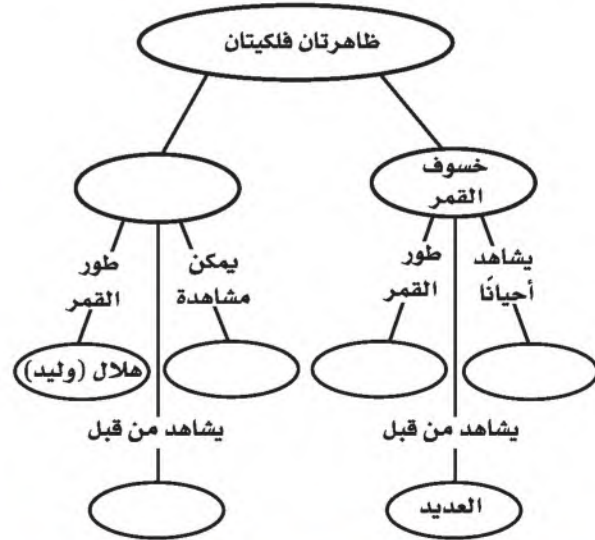 ظاهرتان فلكيتان
خسوف
القمر
يشاهد
أحيانًا
طور
القمر
يمكن
مشاهدة
طور
القمر
هلال (وليد)
يشاهد من قبل
يشاهد من قبل
العديد